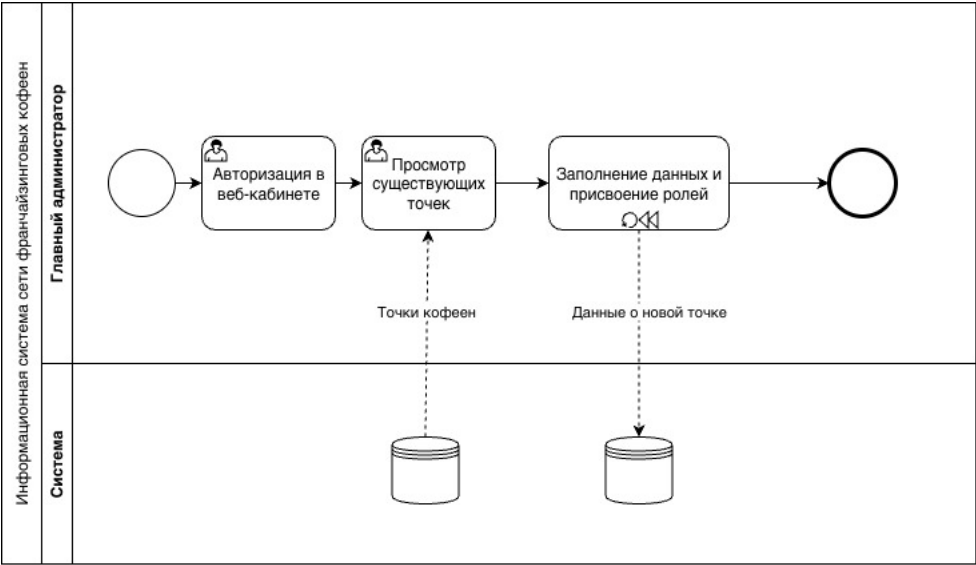 Информационная система сети франчайзинговых кофеен
Главный администратор
Авторизация в
веб-кабинете
Просмотр
существующих
точек
Заполнение данных и
присвоение ролей
Точки кофеен
Данные о новой точке
Система